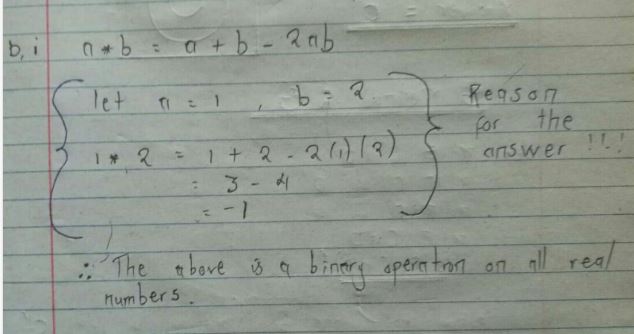 b, i a * b = a + b - 2ab
let a = 1 , b = 2
1 * 2 = 1 + 2 - 2(1)(2)
= 3 - 4
= -1
Reason
for the
answer !!!
∴ The above is a binary operation on all real
numbers.